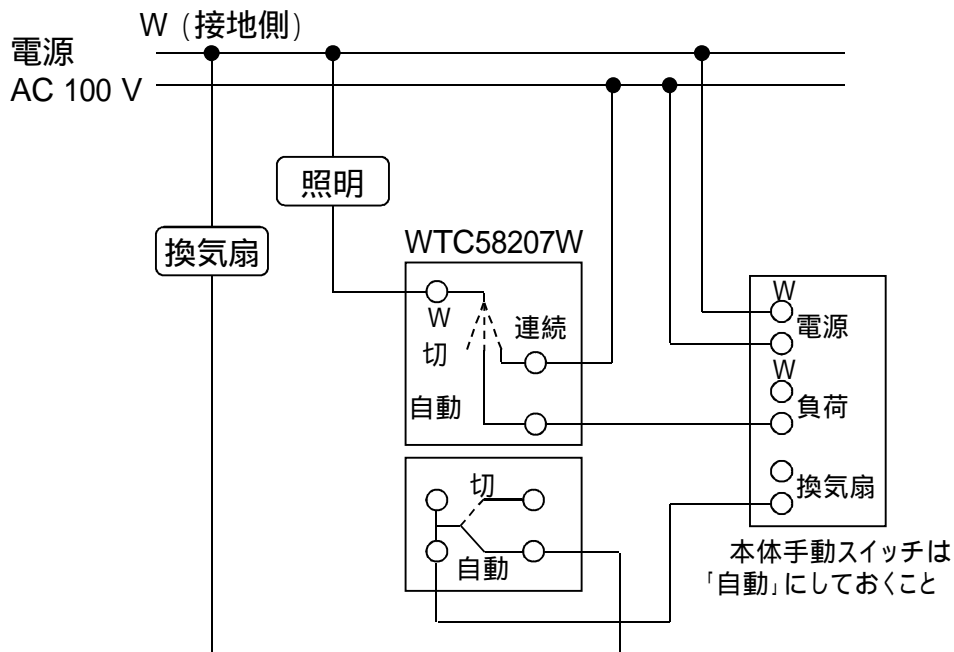 W (接地側)
電源
AC 100 V
照明
換気扇
WTC58207W
W
切
連続
自動
W
電源
W
負荷
換気扇
切
自動
本体手動スイッチは
「自動」にしておくこと